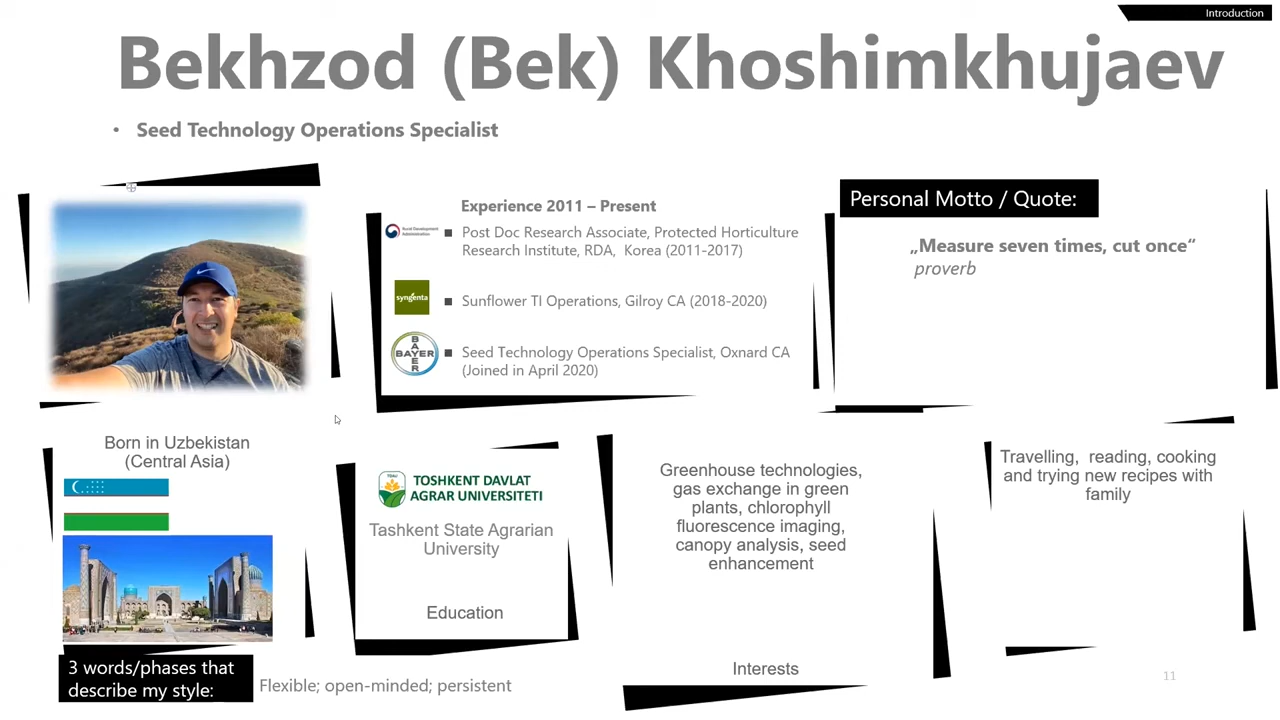 Introduction
Bekhzod (Bek) Khoshimkhujaev
• Seed Technology Operations Specialist
Experience 2011 – Present
Post Doc Research Associate, Protected Horticulture
Research Institute, RDA, Korea (2011-2017)
syngenta
Sunflower TI Operations, Gilroy CA (2018-2020)
BAYER
BAYER
Seed Technology Operations Specialist, Oxnard CA
(Joined in April 2020)
Personal Motto / Quote:
„Measure seven times, cut once“
proverb
Born in Uzbekistan
(Central Asia)
TOSHKENT DAVLAT
AGRAR UNIVERSITETI
Tashkent State Agrarian
University
Education
Greenhouse technologies,
gas exchange in green
plants, chlorophyll
fluorescence imaging,
canopy analysis, seed
enhancement
Interests
Travelling, reading, cooking
and trying new recipes with
family
3 words/phases that
describe my style:
Flexible; open-minded; persistent
11